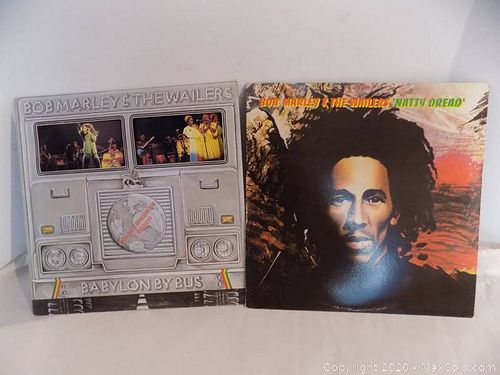 BOB MARLEY & THE WAILERS
BABYLON BY BUS
BOB MARLEY & THE WAILERS 'NATTY DREAD'
Copyright 2020 - MaxSold.com